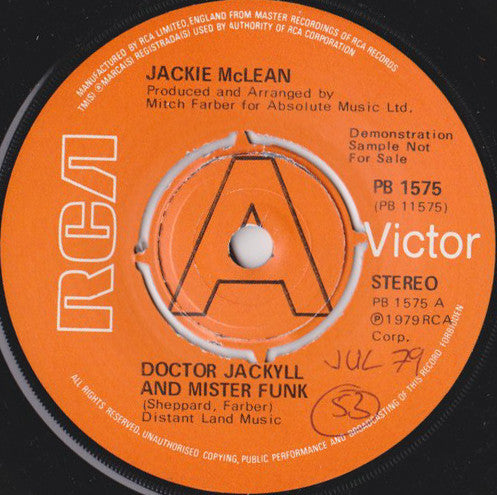 MANUFACTURED BY RCA LIMITED, ENGLAND FROM MASTER RECORDINGS OF RCA RECORDS
TM(S) ® MARCA(S) REGISTRADA(S) USED BY AUTHORITY OF RCA CORPORATION
JACKIE McLEAN
Produced and Arranged by
Mitch Farber for Absolute Music Ltd.
Demonstration
Sample Not
For Sale
PB 1575
(PB 11575)
RCA
A
Victor
STEREO
PB 1575 A
℗ 1979 RCA
Corp.
JUL 79
53
DOCTOR JACKYLL
AND MISTER FUNK
(Sheppard, Farber)
Distant Land Music
ALL RIGHTS RESERVED. UNAUTHORISED COPYING, PUBLIC PERFORMANCE AND BROADCASTING OF THIS RECORD FORBIDDEN